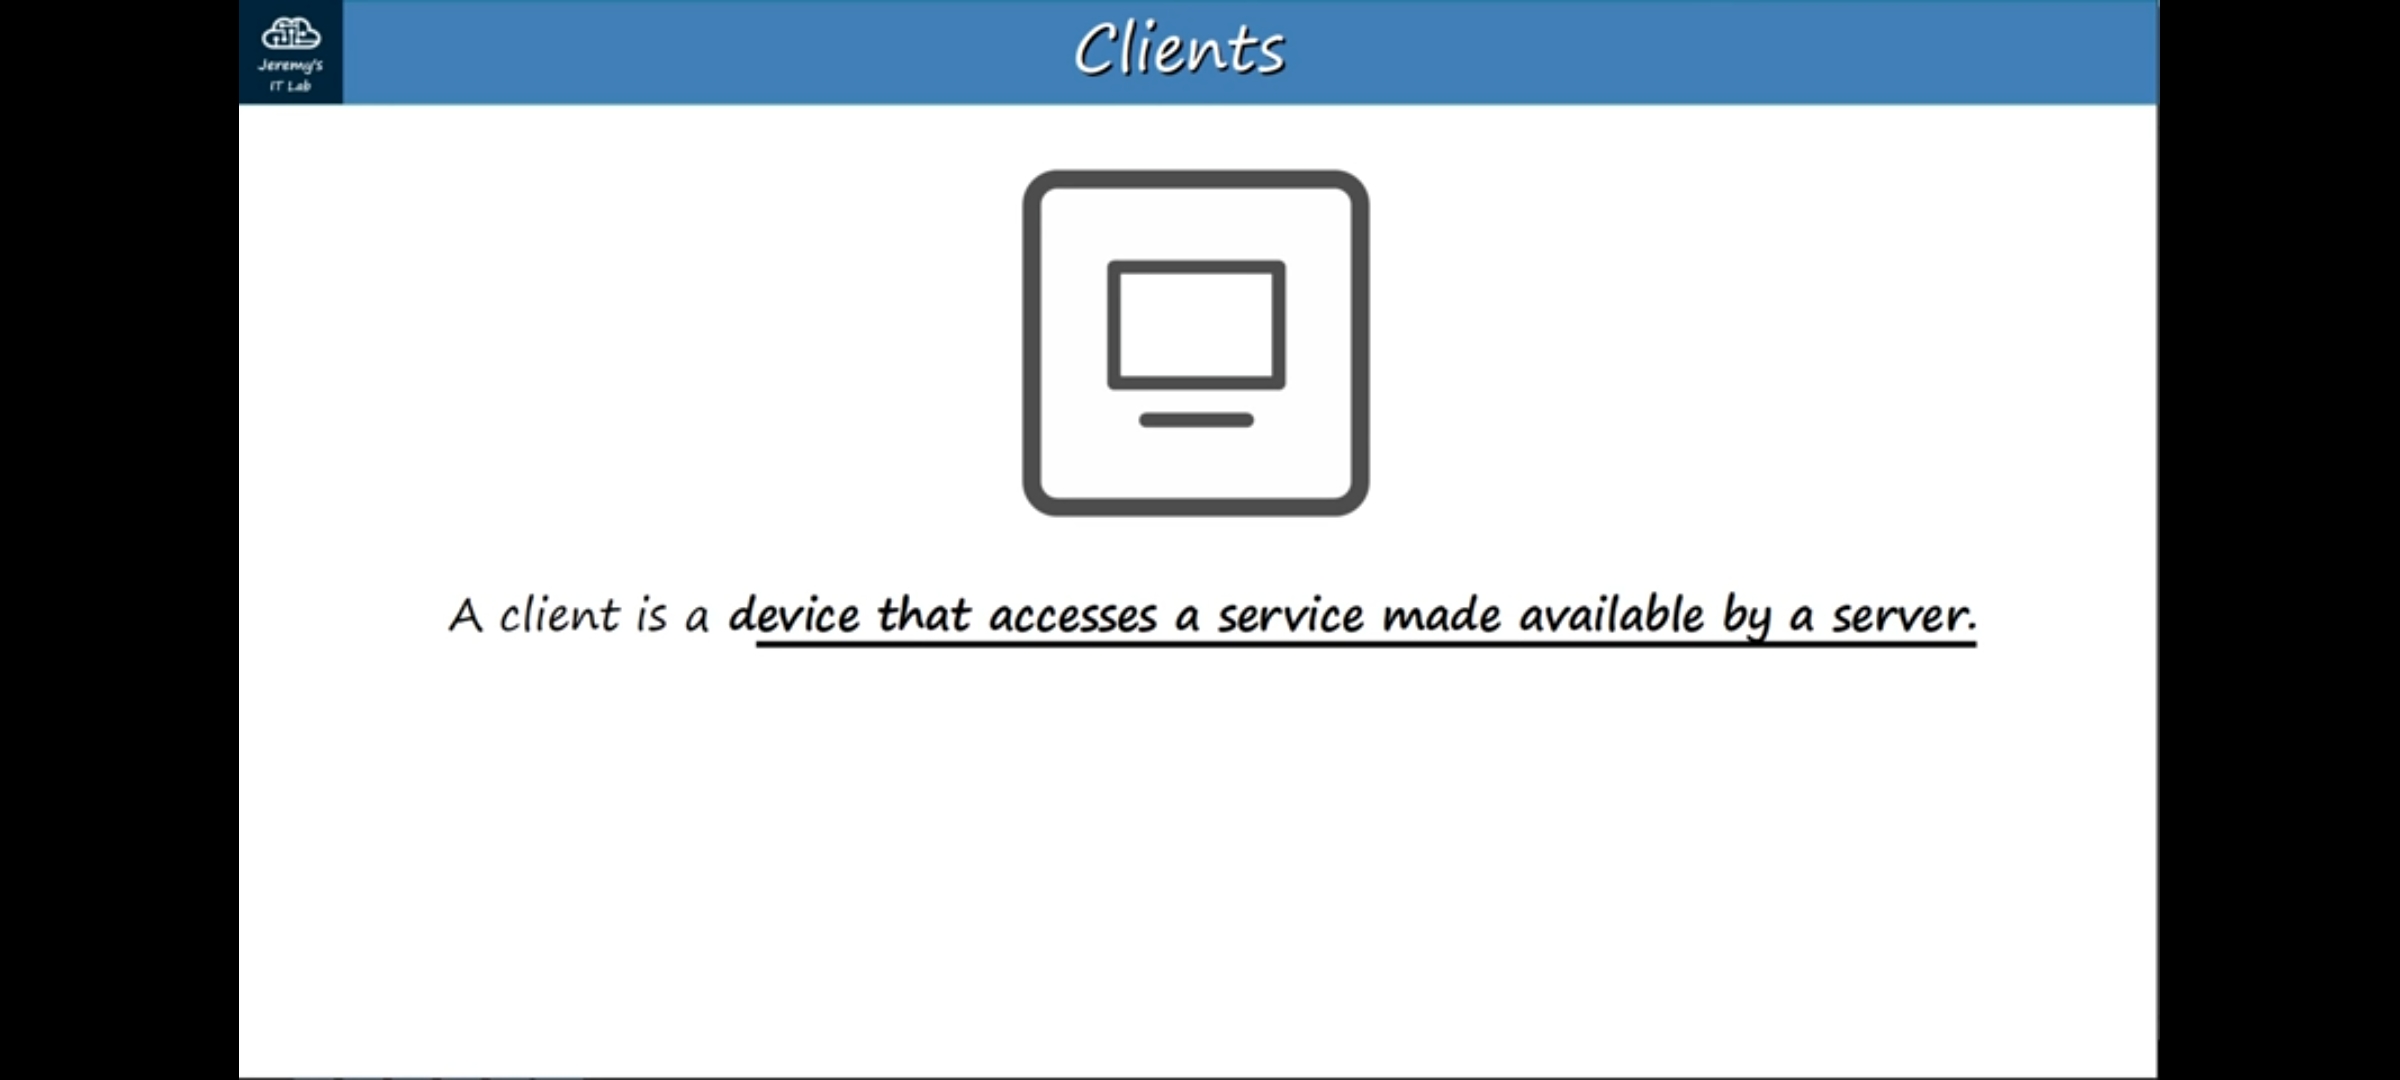 Jeremy's
IT Lab
Clients
A client is a device that accesses a service made available by a server.